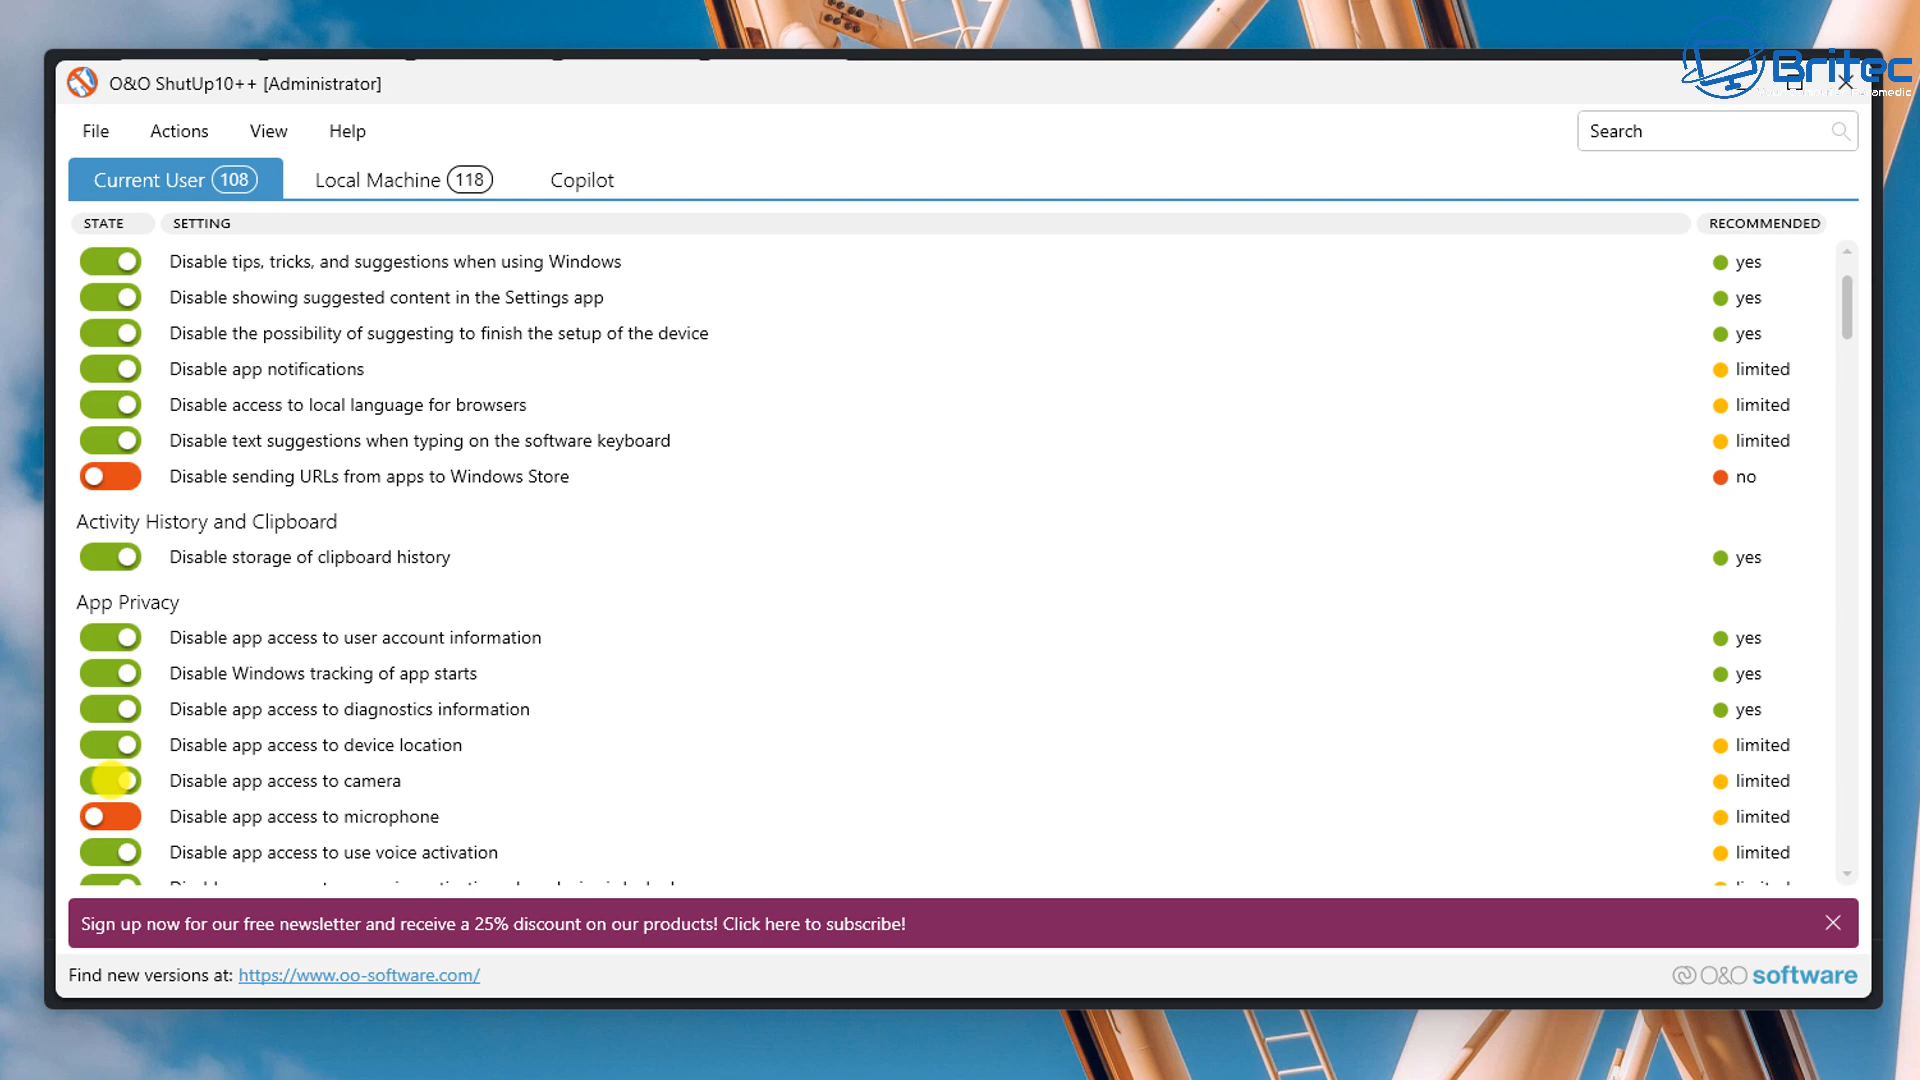 Britec
O&O ShutUp10++ [Administrator]
File Actions View Help
Search
Current User 108 Local Machine 118 Copilot
STATE SETTING RECOMMENDED
Disable tips, tricks, and suggestions when using Windows yes
Disable showing suggested content in the Settings app yes
Disable the possibility of suggesting to finish the setup of the device yes
Disable app notifications limited
Disable access to local language for browsers limited
Disable text suggestions when typing on the software keyboard limited
Disable sending URLs from apps to Windows Store no
Activity History and Clipboard
Disable storage of clipboard history yes
App Privacy
Disable app access to user account information yes
Disable Windows tracking of app starts yes
Disable app access to diagnostics information yes
Disable app access to device location limited
Disable app access to camera limited
Disable app access to microphone limited
Disable app access to use voice activation limited
Sign up now for our free newsletter and receive a 25% discount on our products! Click here to subscribe!
Find new versions at: https://www.oo-software.com/
O&O software